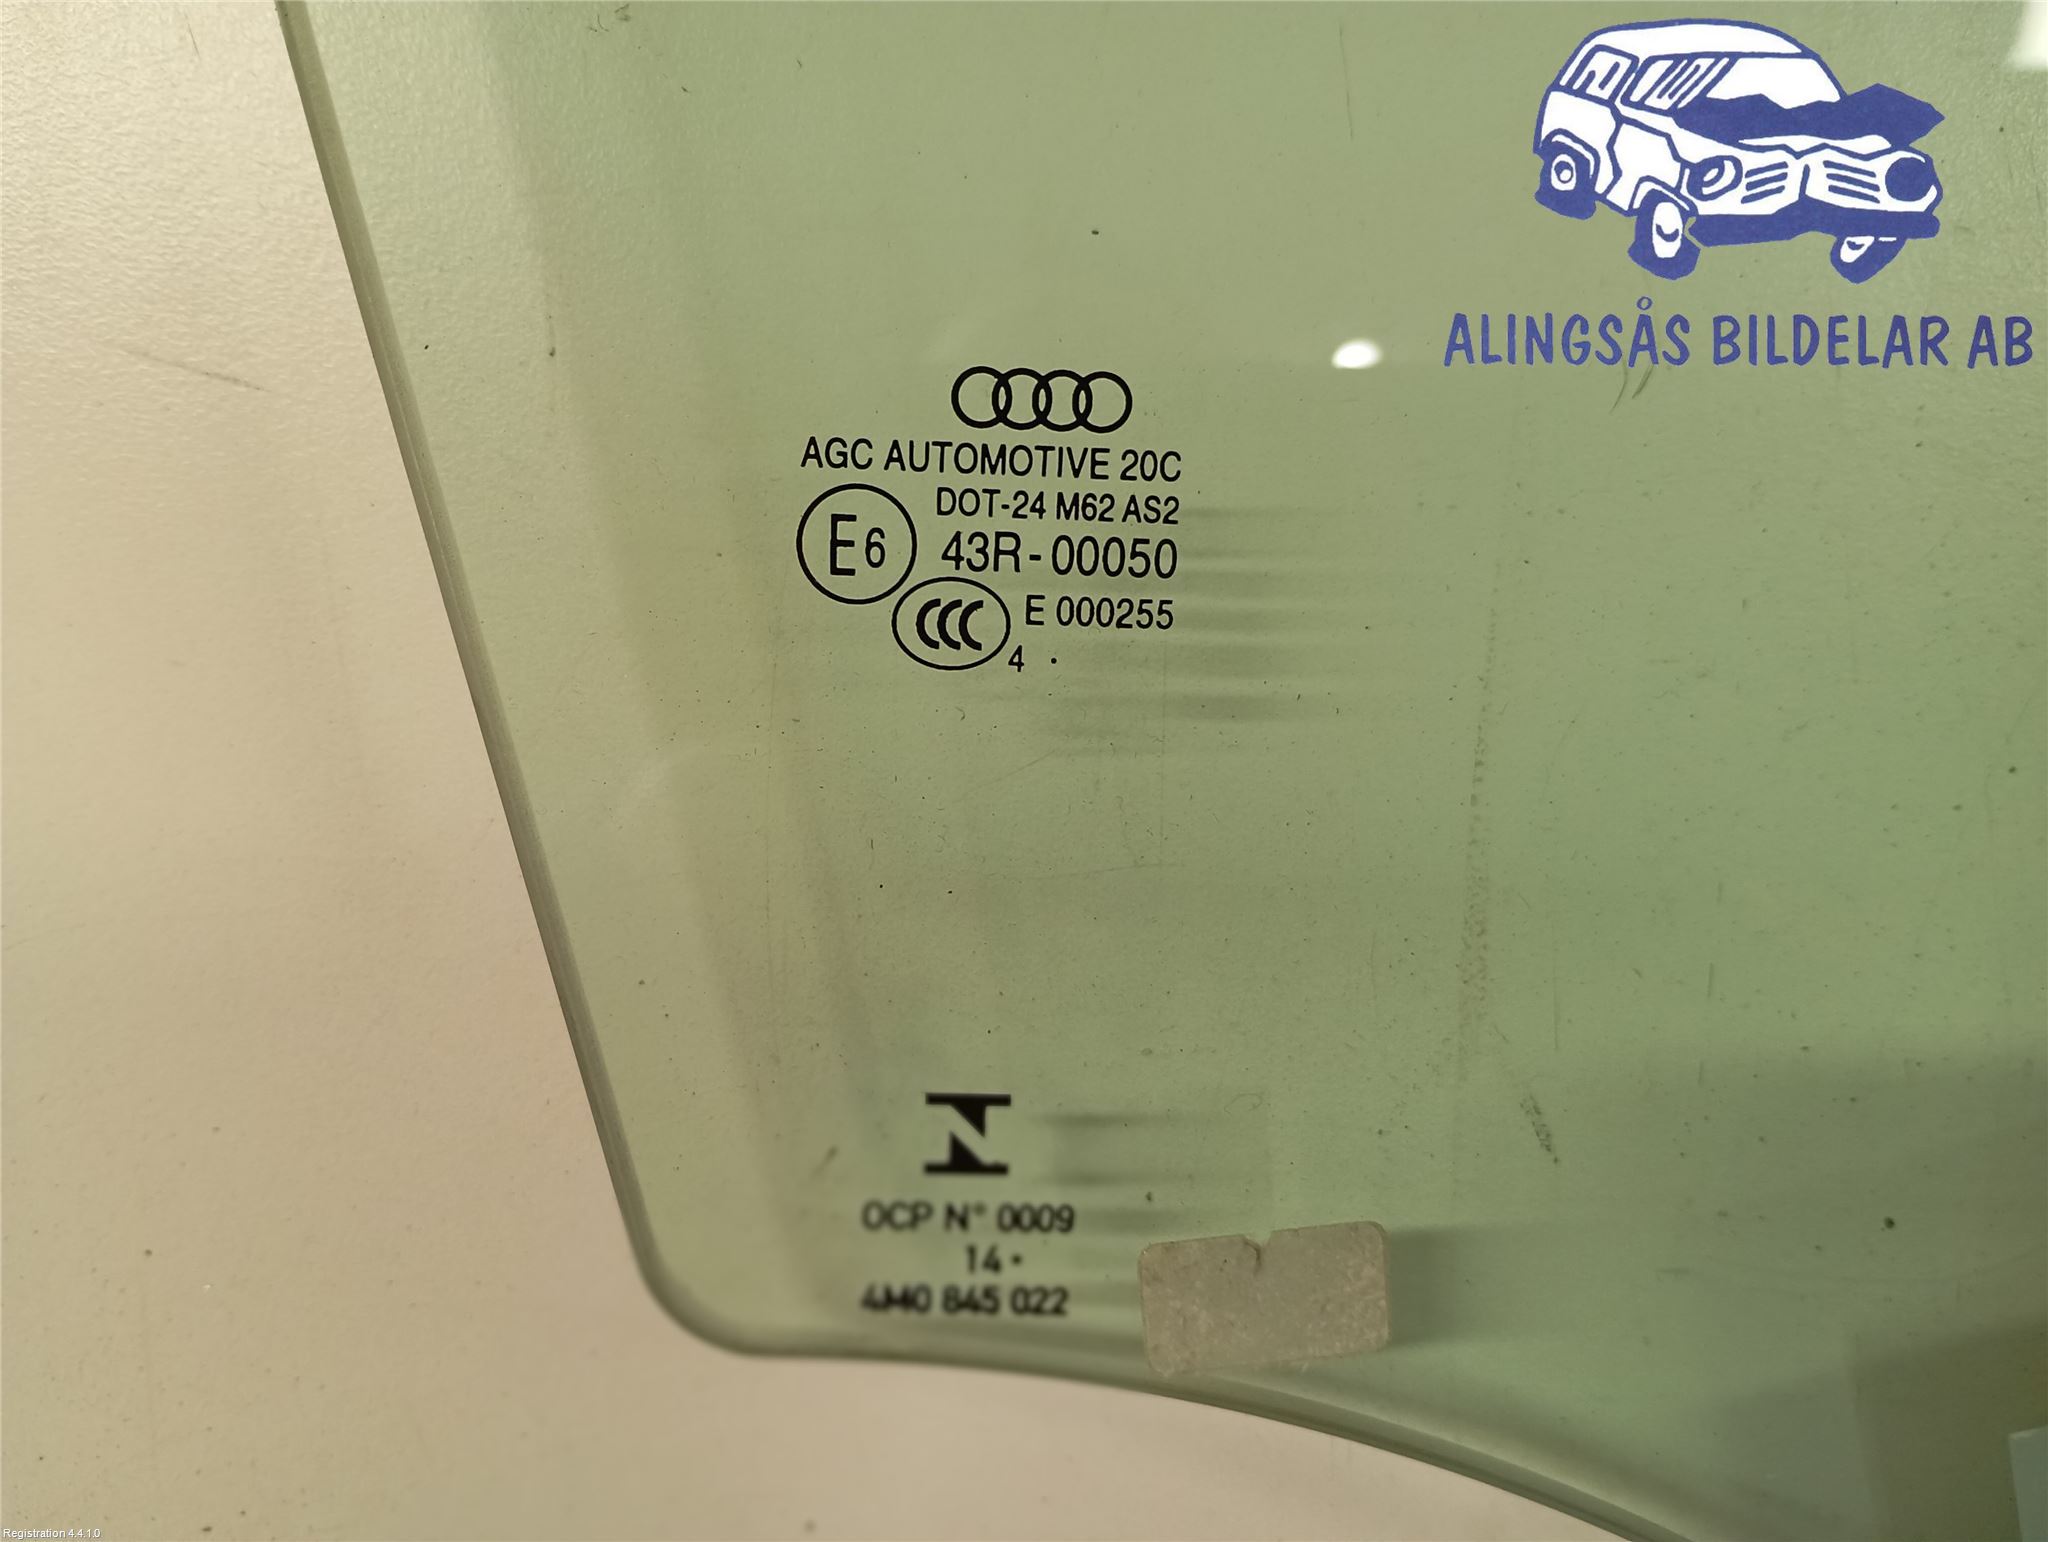 ALINGSÅS BILDELAR AB
AGC AUTOMOTIVE 20C
DOT-24 M62 AS2
E6 43R-00050
CCC E 000255
4 .
OCP N° 0009
14 •
4M0 845 022
Registration 4.4.1.0